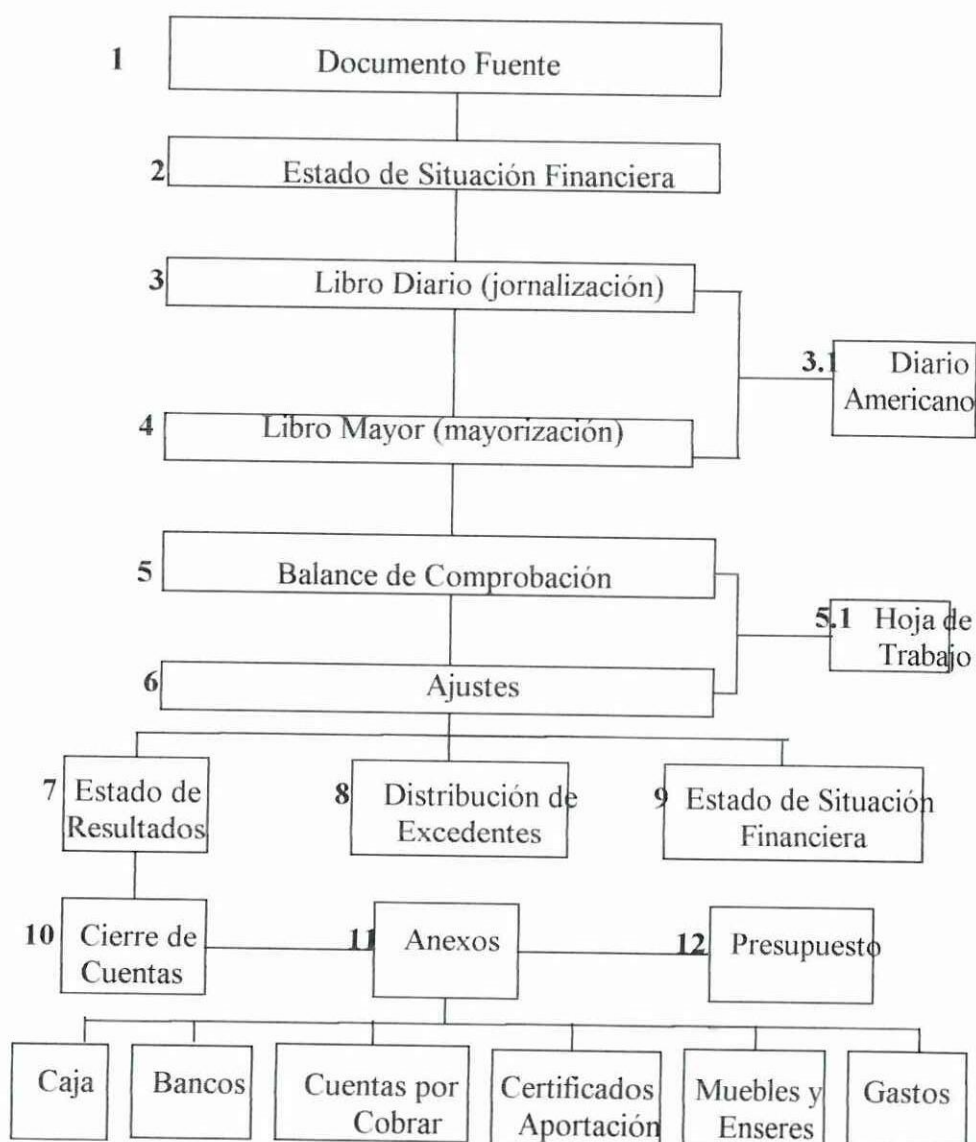 1 Documento Fuente
2 Estado de Situación Financiera
3 Libro Diario (jornalización)
3.1 Diario
Americano
4 Libro Mayor (mayorización)
5 Balance de Comprobación
5.1 Hoja de
Trabajo
6 Ajustes
7 Estado de
Resultados
8 Distribución de
Excedentes
9 Estado de Situación
Financiera
10 Cierre de
Cuentas
11 Anexos
12 Presupuesto
Caja
Bancos
Cuentas por
Cobrar
Certificados
Aportación
Muebles y
Enseres
Gastos